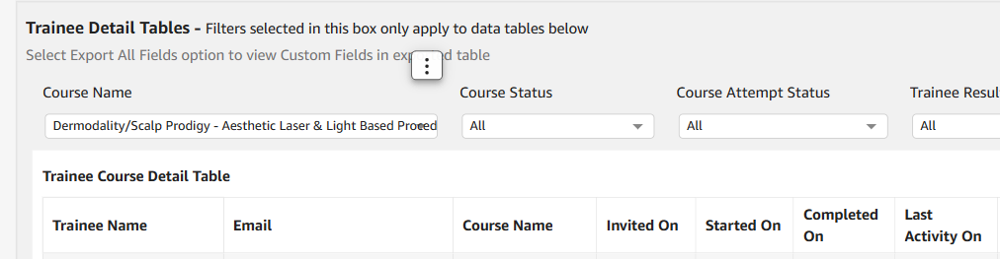 Trainee Detail Tables - Filters selected in this box only apply to data tables below
Select Export All Fields option to view Custom Fields in table
Course Name Course Status Course Attempt Status Trainee Resul
Dermodality/Scalp Prodigy - Aesthetic Laser & Light Based Proced All All All
Trainee Course Detail Table
Trainee Name Email Course Name Invited On Started On Completed On Last Activity On